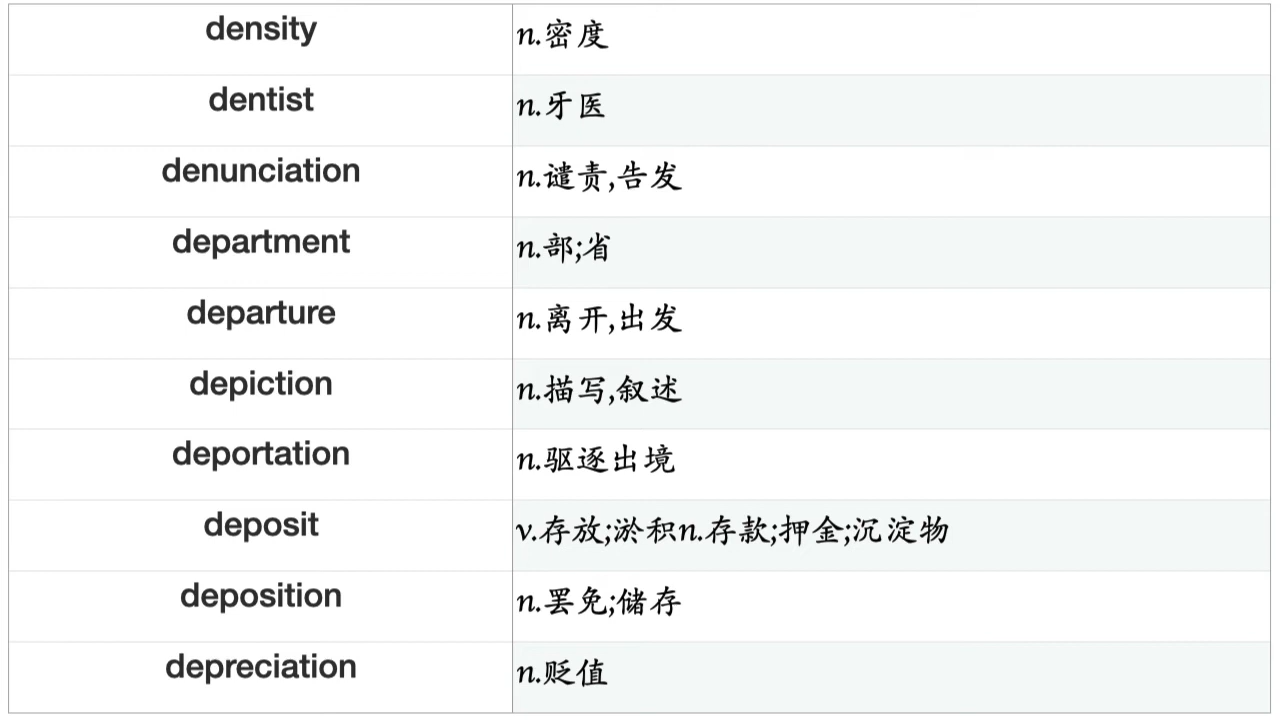 density n.密度
dentist n.牙医
denunciation n.谴责,告发
department n.部;省
departure n.离开,出发
depiction n.描写,叙述
deportation n.驱逐出境
deposit v.存放;淤积n.存款;押金;沉淀物
deposition n.罢免;储存
depreciation n.贬值